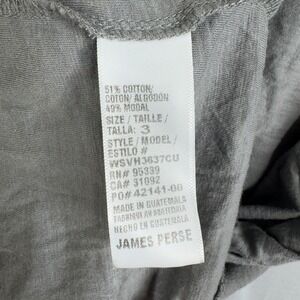 51% COTTON/
COTON/ ALGODÓN
49% MODAL
SIZE / TAILLE /
TALLA: 3
STYLE / MODEL /
ESTILO #
WSVH3637CU
RN# 95339
CA# 31092
PO# 42141-00
MADE IN GUATEMALA
FABRIQUÉ AU GUATEMALA
HECHO EN GUATEMALA
JAMES PERSE